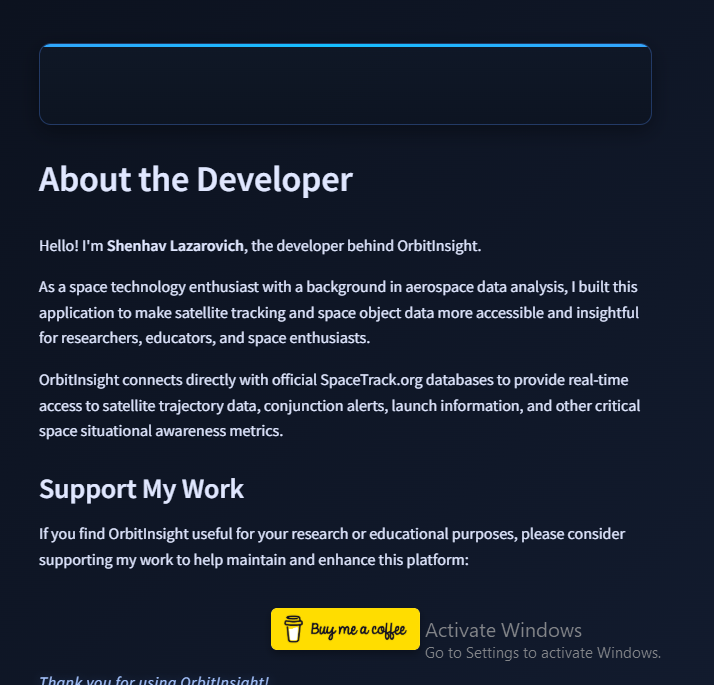 About the Developer
Hello! I'm Shenhav Lazarovich, the developer behind OrbitInsight.
As a space technology enthusiast with a background in aerospace data analysis, I built this
application to make satellite tracking and space object data more accessible and insightful
for researchers, educators, and space enthusiasts.
OrbitInsight connects directly with official SpaceTrack.org databases to provide real-time
access to satellite trajectory data, conjunction alerts, launch information, and other critical
space situational awareness metrics.
Support My Work
If you find OrbitInsight useful for your research or educational purposes, please consider
supporting my work to help maintain and enhance this platform:
Buy me a coffee
Activate Windows
Go to Settings to activate Windows.
Thank you for using OrbitInsight!